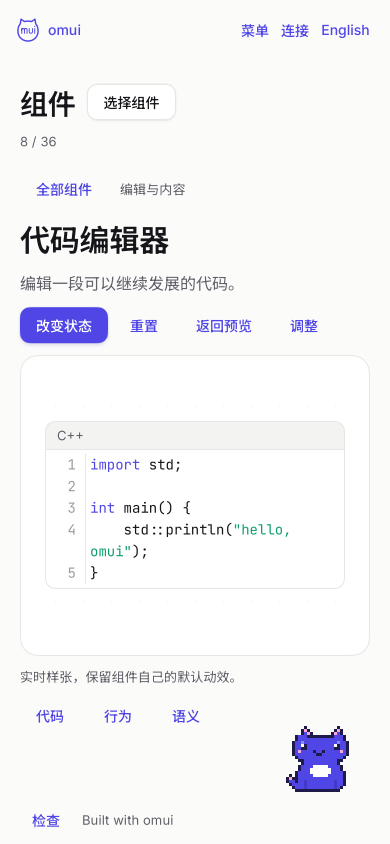 omui 菜单 连接 English
组件 选择组件
8 / 36
全部组件 编辑与内容
代码编辑器
编辑一段可以继续发展的代码。
改变状态 重置 返回预览 调整
C++
1 import std;
2
3 int main() {
4 std::println("hello,
omui");
5 }
实时样张，保留组件自己的默认动效。
代码 行为 语义
检查 Built with omui